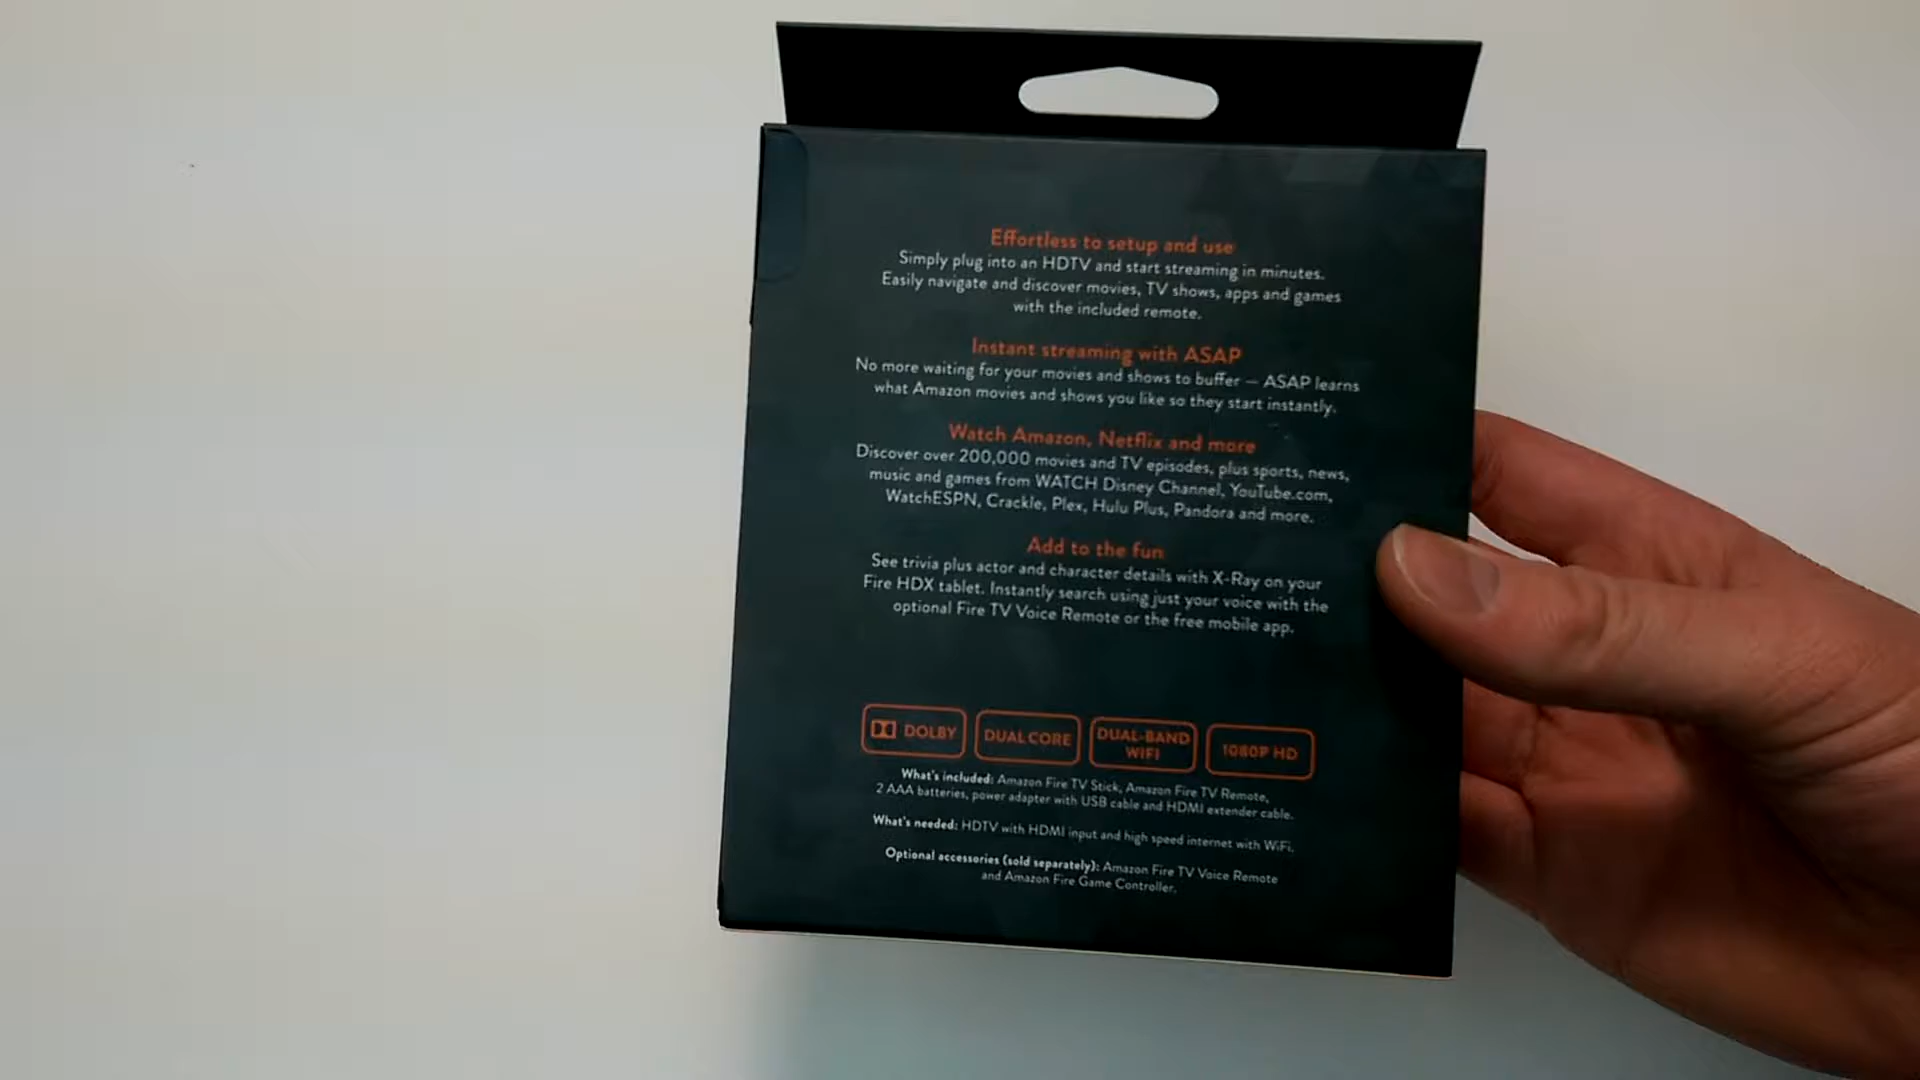 Effortless to setup and use
Simply plug into an HDTV and start streaming in minutes.
Easily navigate and discover movies, TV shows, apps and games
with the included remote.
Instant streaming with ASAP
No more waiting for your movies and shows to buffer — ASAP learns
what Amazon movies and shows you like so they start instantly.
Watch Amazon, Netflix and more
Discover over 200,000 movies and TV episodes, plus sports, news,
music and games from WATCH Disney Channel, YouTube.com,
WatchESPN, Crackle, Plex, Hulu Plus, Pandora and more.
Add to the fun
See trivia plus actor and character details with X-Ray on your
Fire HDX tablet. Instantly search using just your voice with the
optional Fire TV Voice Remote or the free mobile app.
DOLBY
DUAL CORE
DUAL-BAND
WIFI
1080P HD
What's included: Amazon Fire TV Stick, Amazon Fire TV Remote,
2 AAA batteries, power adapter with USB cable and HDMI extender cable.
What's needed: HDTV with HDMI input and high speed internet with WiFi.
Optional accessories (sold separately): Amazon Fire TV Voice Remote
and Amazon Fire Game Controller.